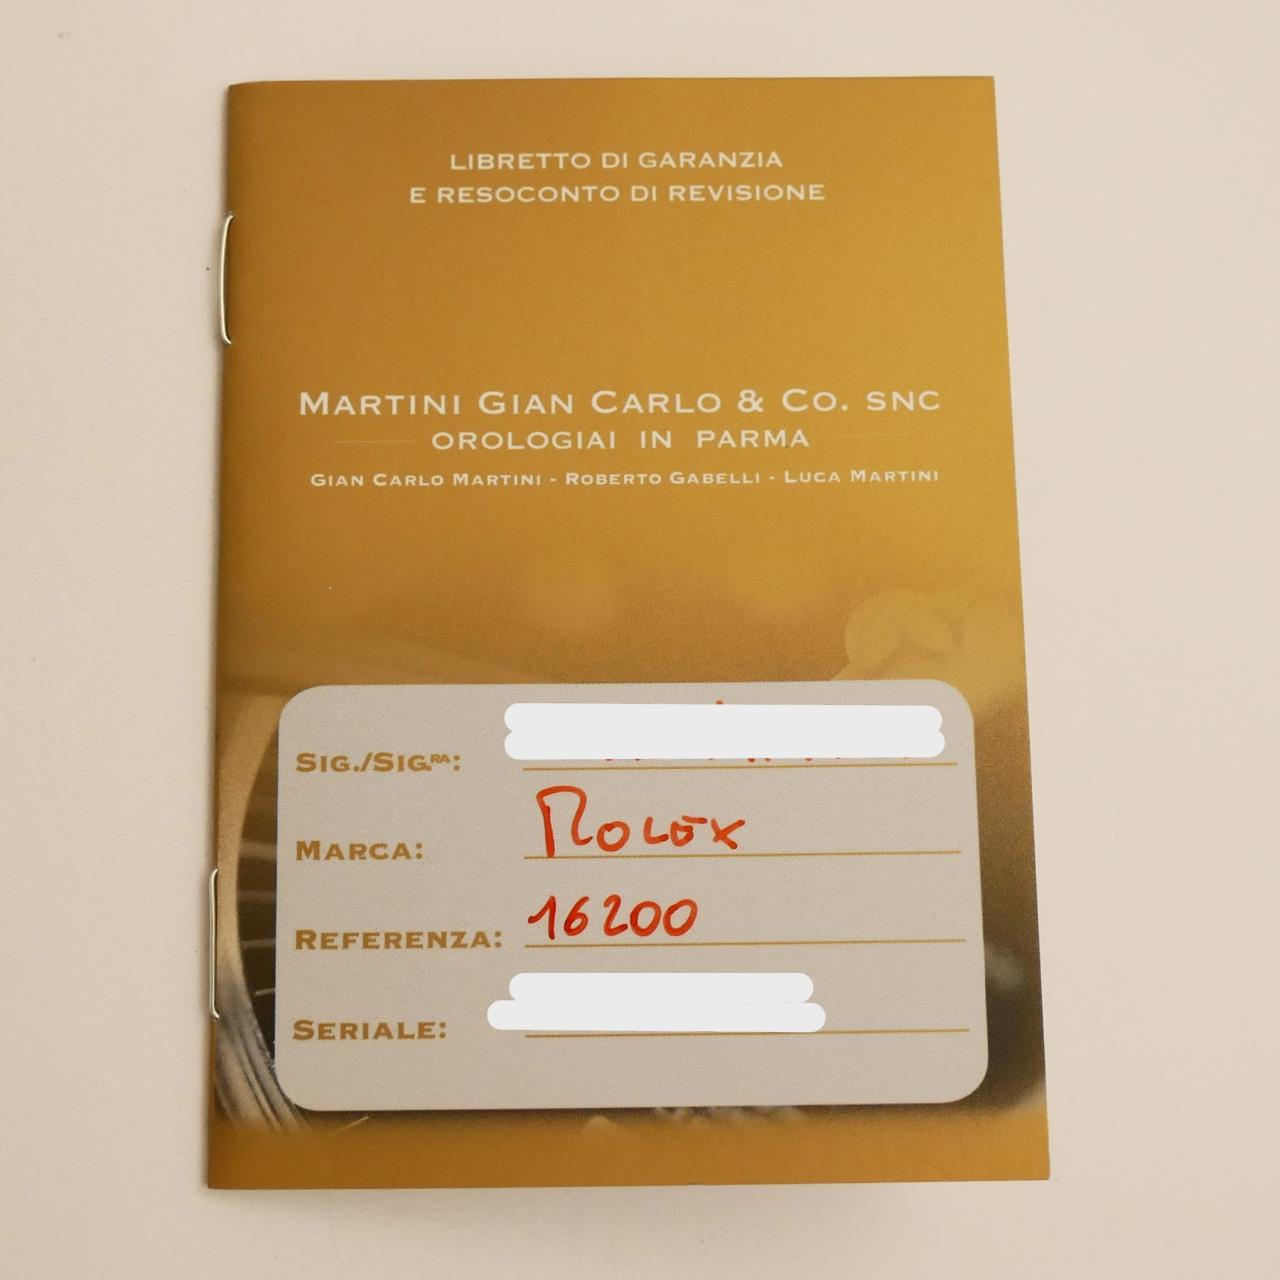 LIBRETTO DI GARANZIA
E RESOCONTO DI REVISIONE
MARTINI GIAN CARLO & CO. SNC
OROLOGIAI IN PARMA
GIAN CARLO MARTINI - ROBERTO GABELLI - LUCA MARTINI
SIG./SIG.RA:
MARCA: ROLEX
REFERENZA: 16200
SERIALE: